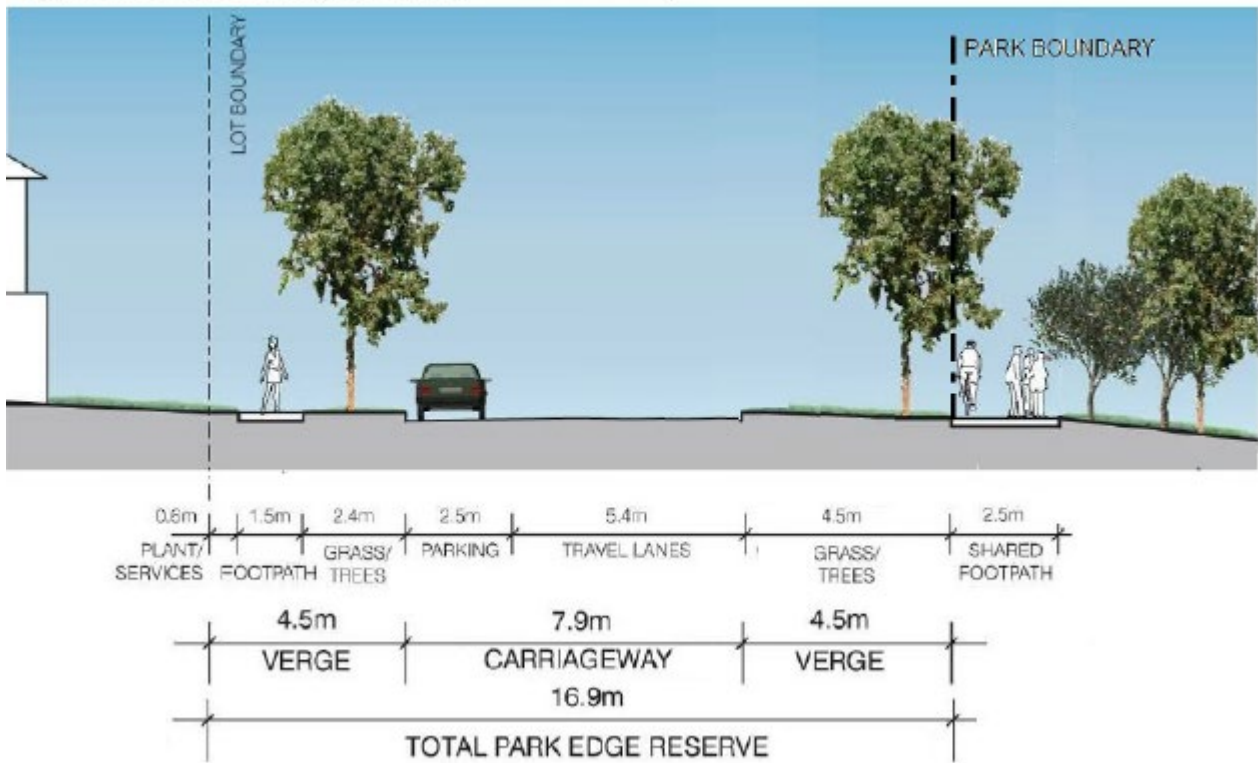 LOT BOUNDARY
PARK BOUNDARY
0.6m 1.5m 2.4m 2.5m 5.4m 4.5m 2.5m
PLANT/ GRASS/ PARKING TRAVEL LANES GRASS/ SHARED
SERVICES FOOTPATH TREES TREES FOOTPATH
4.5m 7.9m 4.5m
VERGE CARRIAGEWAY VERGE
16.9m
TOTAL PARK EDGE RESERVE